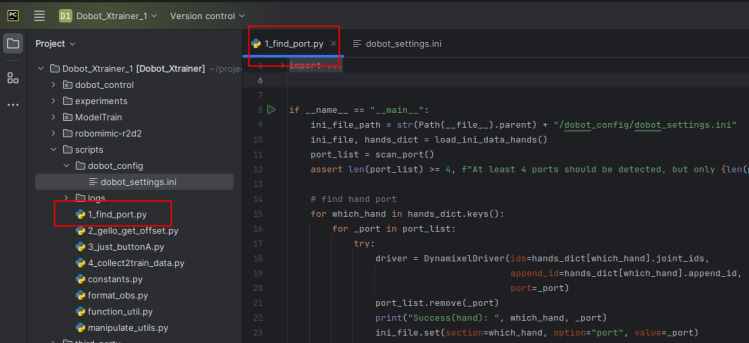 PC
D1 Dobot_Xtrainer_1 Version control
Project
Dobot_Xtrainer_1 [Dobot_Xtrainer]
dobot_control
experiments
ModelTrain
robomimic-r2d2
scripts
dobot_config
dobot_settings.ini
logs
1_find_port.py
2_gello_get_offset.py
3_just_buttonA.py
4_collect2train_data.py
constants.py
format_obs.py
function_util.py
manipulate_utils.py
1_find_port.py
dobot_settings.ini
import ...
6
7
8 if __name__ == "__main__":
9 ini_file_path = str(Path(__file__).parent) + "/dobot_config/dobot_settings.ini"
10 ini_file, hands_dict = load_ini_data_hands()
11 port_list = scan_port()
12 assert len(port_list) >= 4, f"At least 4 ports should be detected, but only {len(
13
14 # find hand port
15 for which_hand in hands_dict.keys():
16 for _port in port_list:
17 try:
18 driver = DynamixelDriver(ids=hands_dict[which_hand].joint_ids,
19 append_id=hands_dict[which_hand].append_id,
20 port=_port)
21 port_list.remove(_port)
22 print("Success(hand): ", which_hand, _port)
23 ini_file.set(section=which_hand, option="port", value=_port)